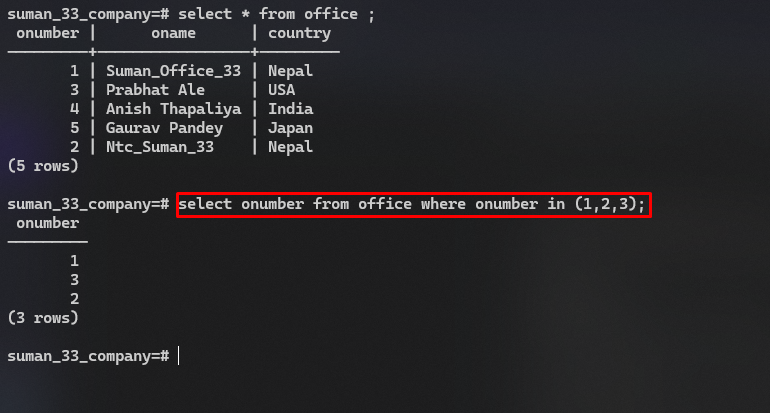 suman_33_company=# select * from office ;
 onumber |      oname       | country
---------+------------------+---------
       1 | Suman_Office_33 | Nepal
       3 | Prabhat Ale     | USA
       4 | Anish Thapaliya | India
       5 | Gaurav Pandey   | Japan
       2 | Ntc_Suman_33    | Nepal
(5 rows)
suman_33_company=# select onumber from office where onumber in (1,2,3);
 onumber
---------
       1
       3
       2
(3 rows)
suman_33_company=#